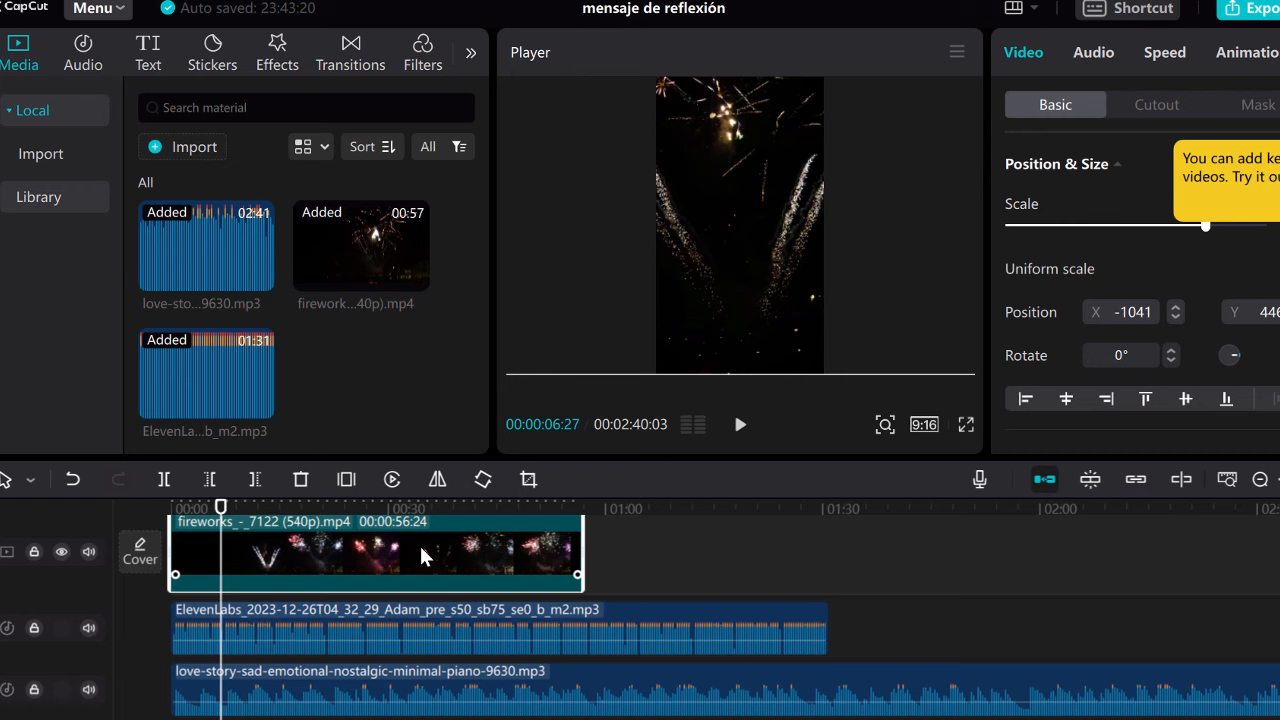 CapCut
Menu
Auto saved: 23:43:20
mensaje de reflexión
Shortcut
Expo
Media
Audio
Text
Stickers
Effects
Transitions
Filters
Local
Import
Library
Search material
Import
Sort
All
All
Added 02:41
love-sto...9630.mp3
Added 00:57
firework...40p).mp4
Added 01:31
ElevenLa...b_m2.mp3
Player
00:00:06:27
00:02:40:03
9:16
Video
Audio
Speed
Animatio
Basic
Cutout
Mask
Position & Size
You can add ke
videos. Try it ou
Scale
Uniform scale
Position X -1041 Y 446
Rotate 0°
00:00
00:30
01:00
01:30
02:00
02:
Cover
fireworks_-_7122 (540p).mp4 00:00:56:24
ElevenLabs_2023-12-26T04_32_29_Adam_pre_s50_sb75_se0_b_m2.mp3
love-story-sad-emotional-nostalgic-minimal-piano-9630.mp3